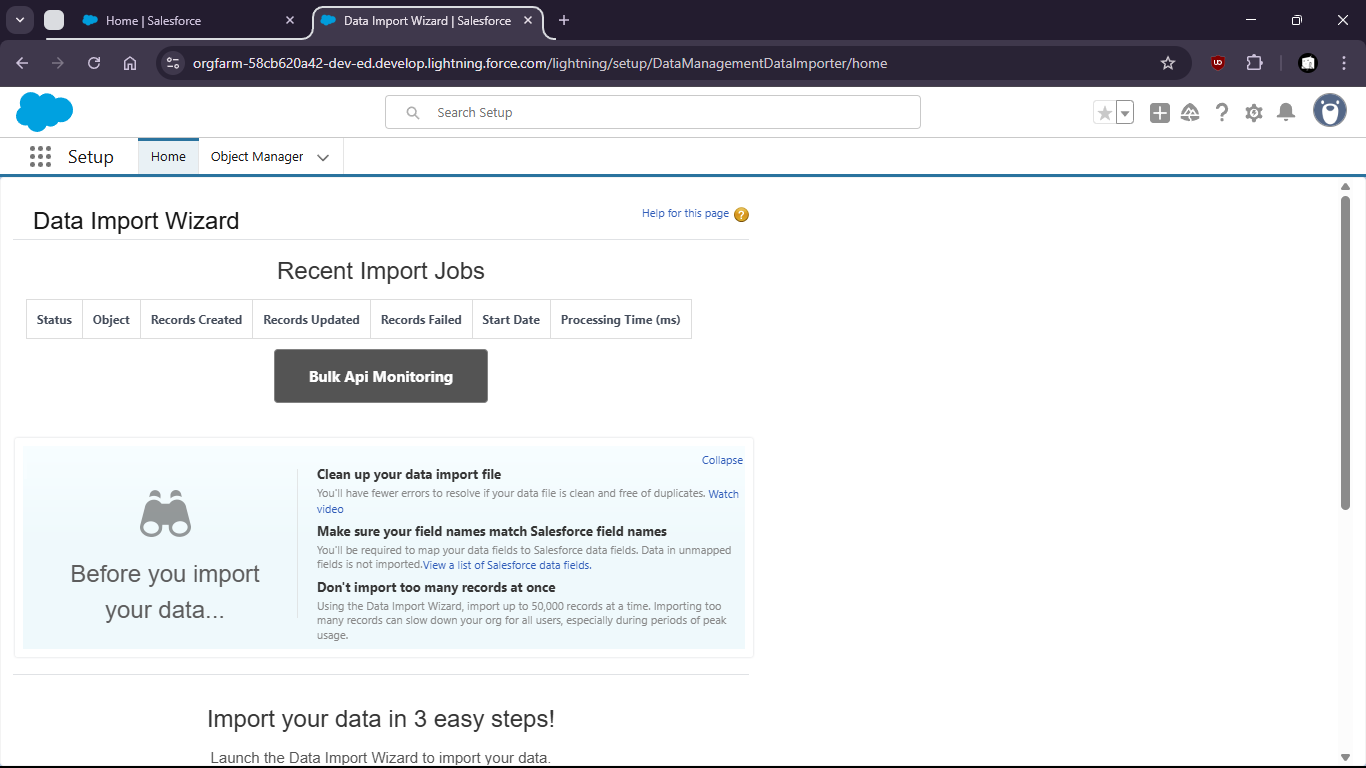 Home | Salesforce
Data Import Wizard | Salesforce
orgfarm-58cb620a42-dev-ed.develop.lightning.force.com/lightning/setup/DataManagementDataImporter/home
UD
Search Setup
Setup
Home
Object Manager
Data Import Wizard
Help for this page ?
Recent Import Jobs
Status Object Records Created Records Updated Records Failed Start Date Processing Time (ms)
Bulk Api Monitoring
Collapse
Before you import
your data...
Clean up your data import file
You'll have fewer errors to resolve if your data file is clean and free of duplicates. Watch
video
Make sure your field names match Salesforce field names
You'll be required to map your data fields to Salesforce data fields. Data in unmapped
fields is not imported.View a list of Salesforce data fields.
Don't import too many records at once
Using the Data Import Wizard, import up to 50,000 records at a time. Importing too
many records can slow down your org for all users, especially during periods of peak
usage.
Import your data in 3 easy steps!
Launch the Data Import Wizard to import your data.